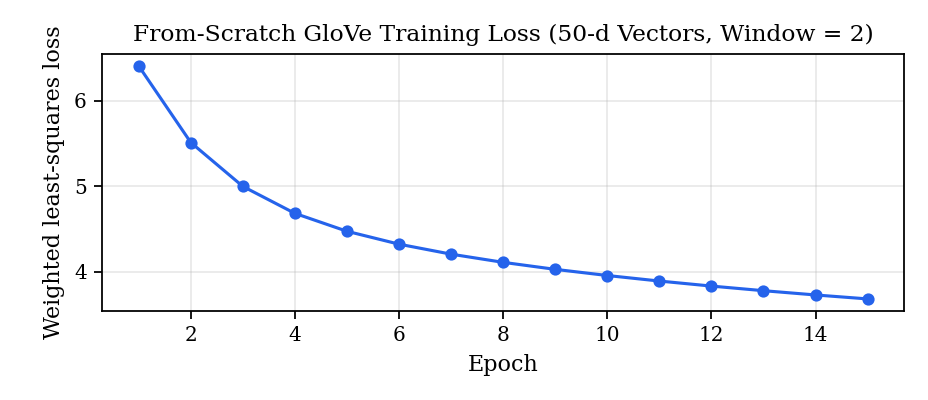 From-Scratch GloVe Training Loss (50-d Vectors, Window = 2)
Weighted least-squares loss
6
5
4
2 4 6 8 10 12 14
Epoch